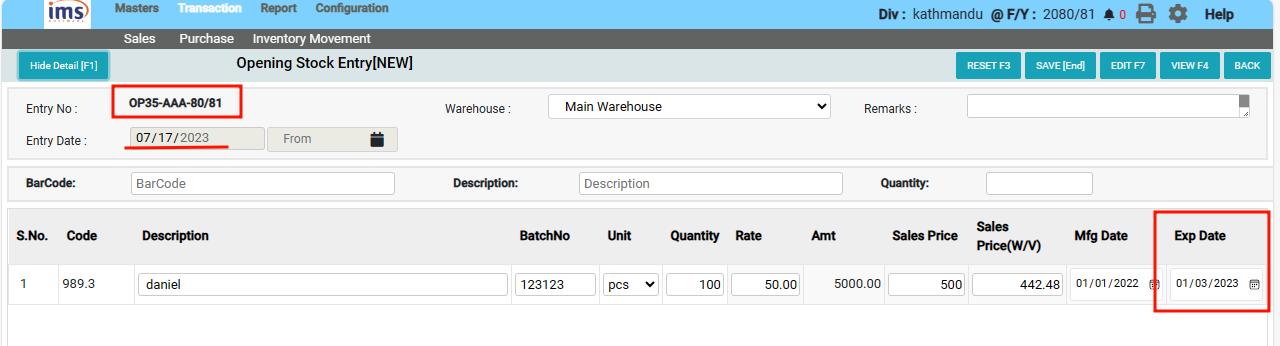 ims
Masters Transaction Report Configuration
Div : kathmandu @ F/Y : 2080/81 0 Help
Sales Purchase Inventory Movement
Hide Detail [F1] Opening Stock Entry[NEW] RESET F3 SAVE [End] EDIT F7 VIEW F4 BACK
Entry No : OP35-AAA-80/81 Warehouse : Main Warehouse Remarks :
Entry Date : 07/17/2023 From
BarCode: BarCode Description: Description Quantity:
S.No. Code Description BatchNo Unit Quantity Rate Amt Sales Price Sales Price(W/V) Mfg Date Exp Date
1 989.3 daniel 123123 pcs 100 50.00 5000.00 500 442.48 01/01/2022 01/03/2023